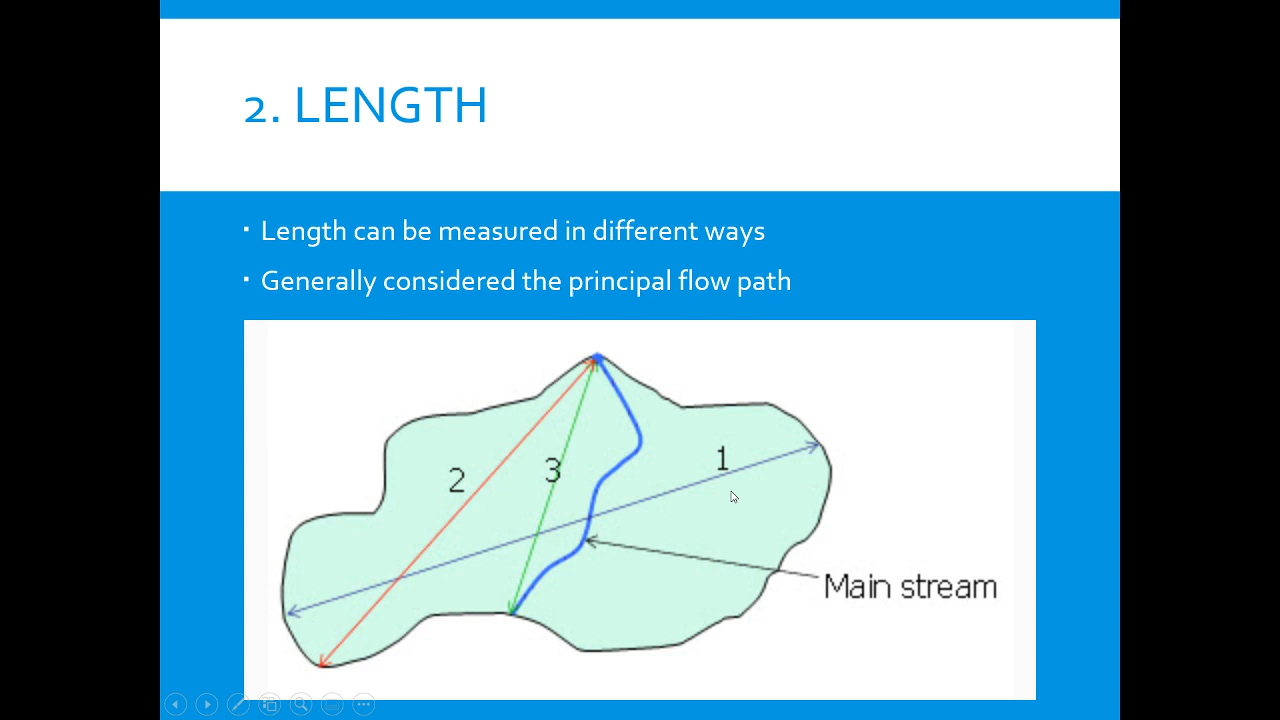 2. LENGTH
▪ Length can be measured in different ways
▪ Generally considered the principal flow path
2
3
1
Main stream